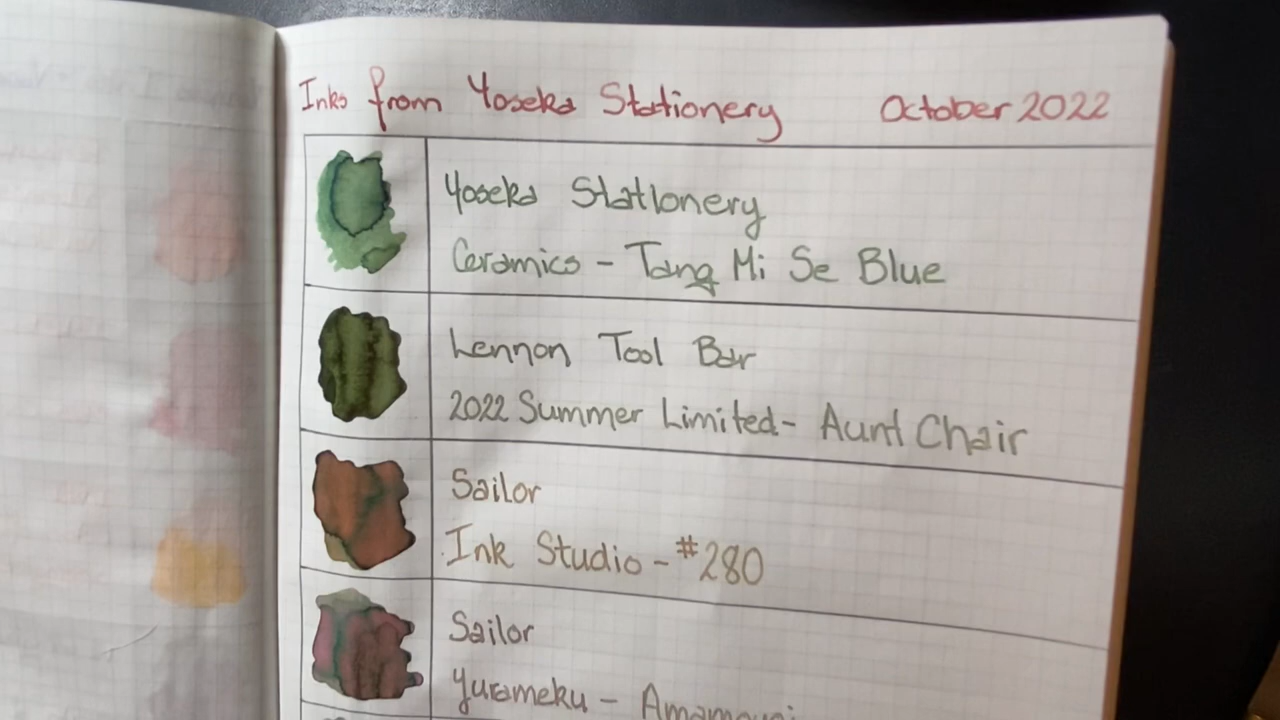 Inks from Yoseka Stationery October 2022
Yoseka Stationery
Ceramics - Tang Mi Se Blue
Lennon Tool Bar
2022 Summer Limited - Aunt Chair
Sailor
Ink Studio - #280
Sailor
Yurameku -